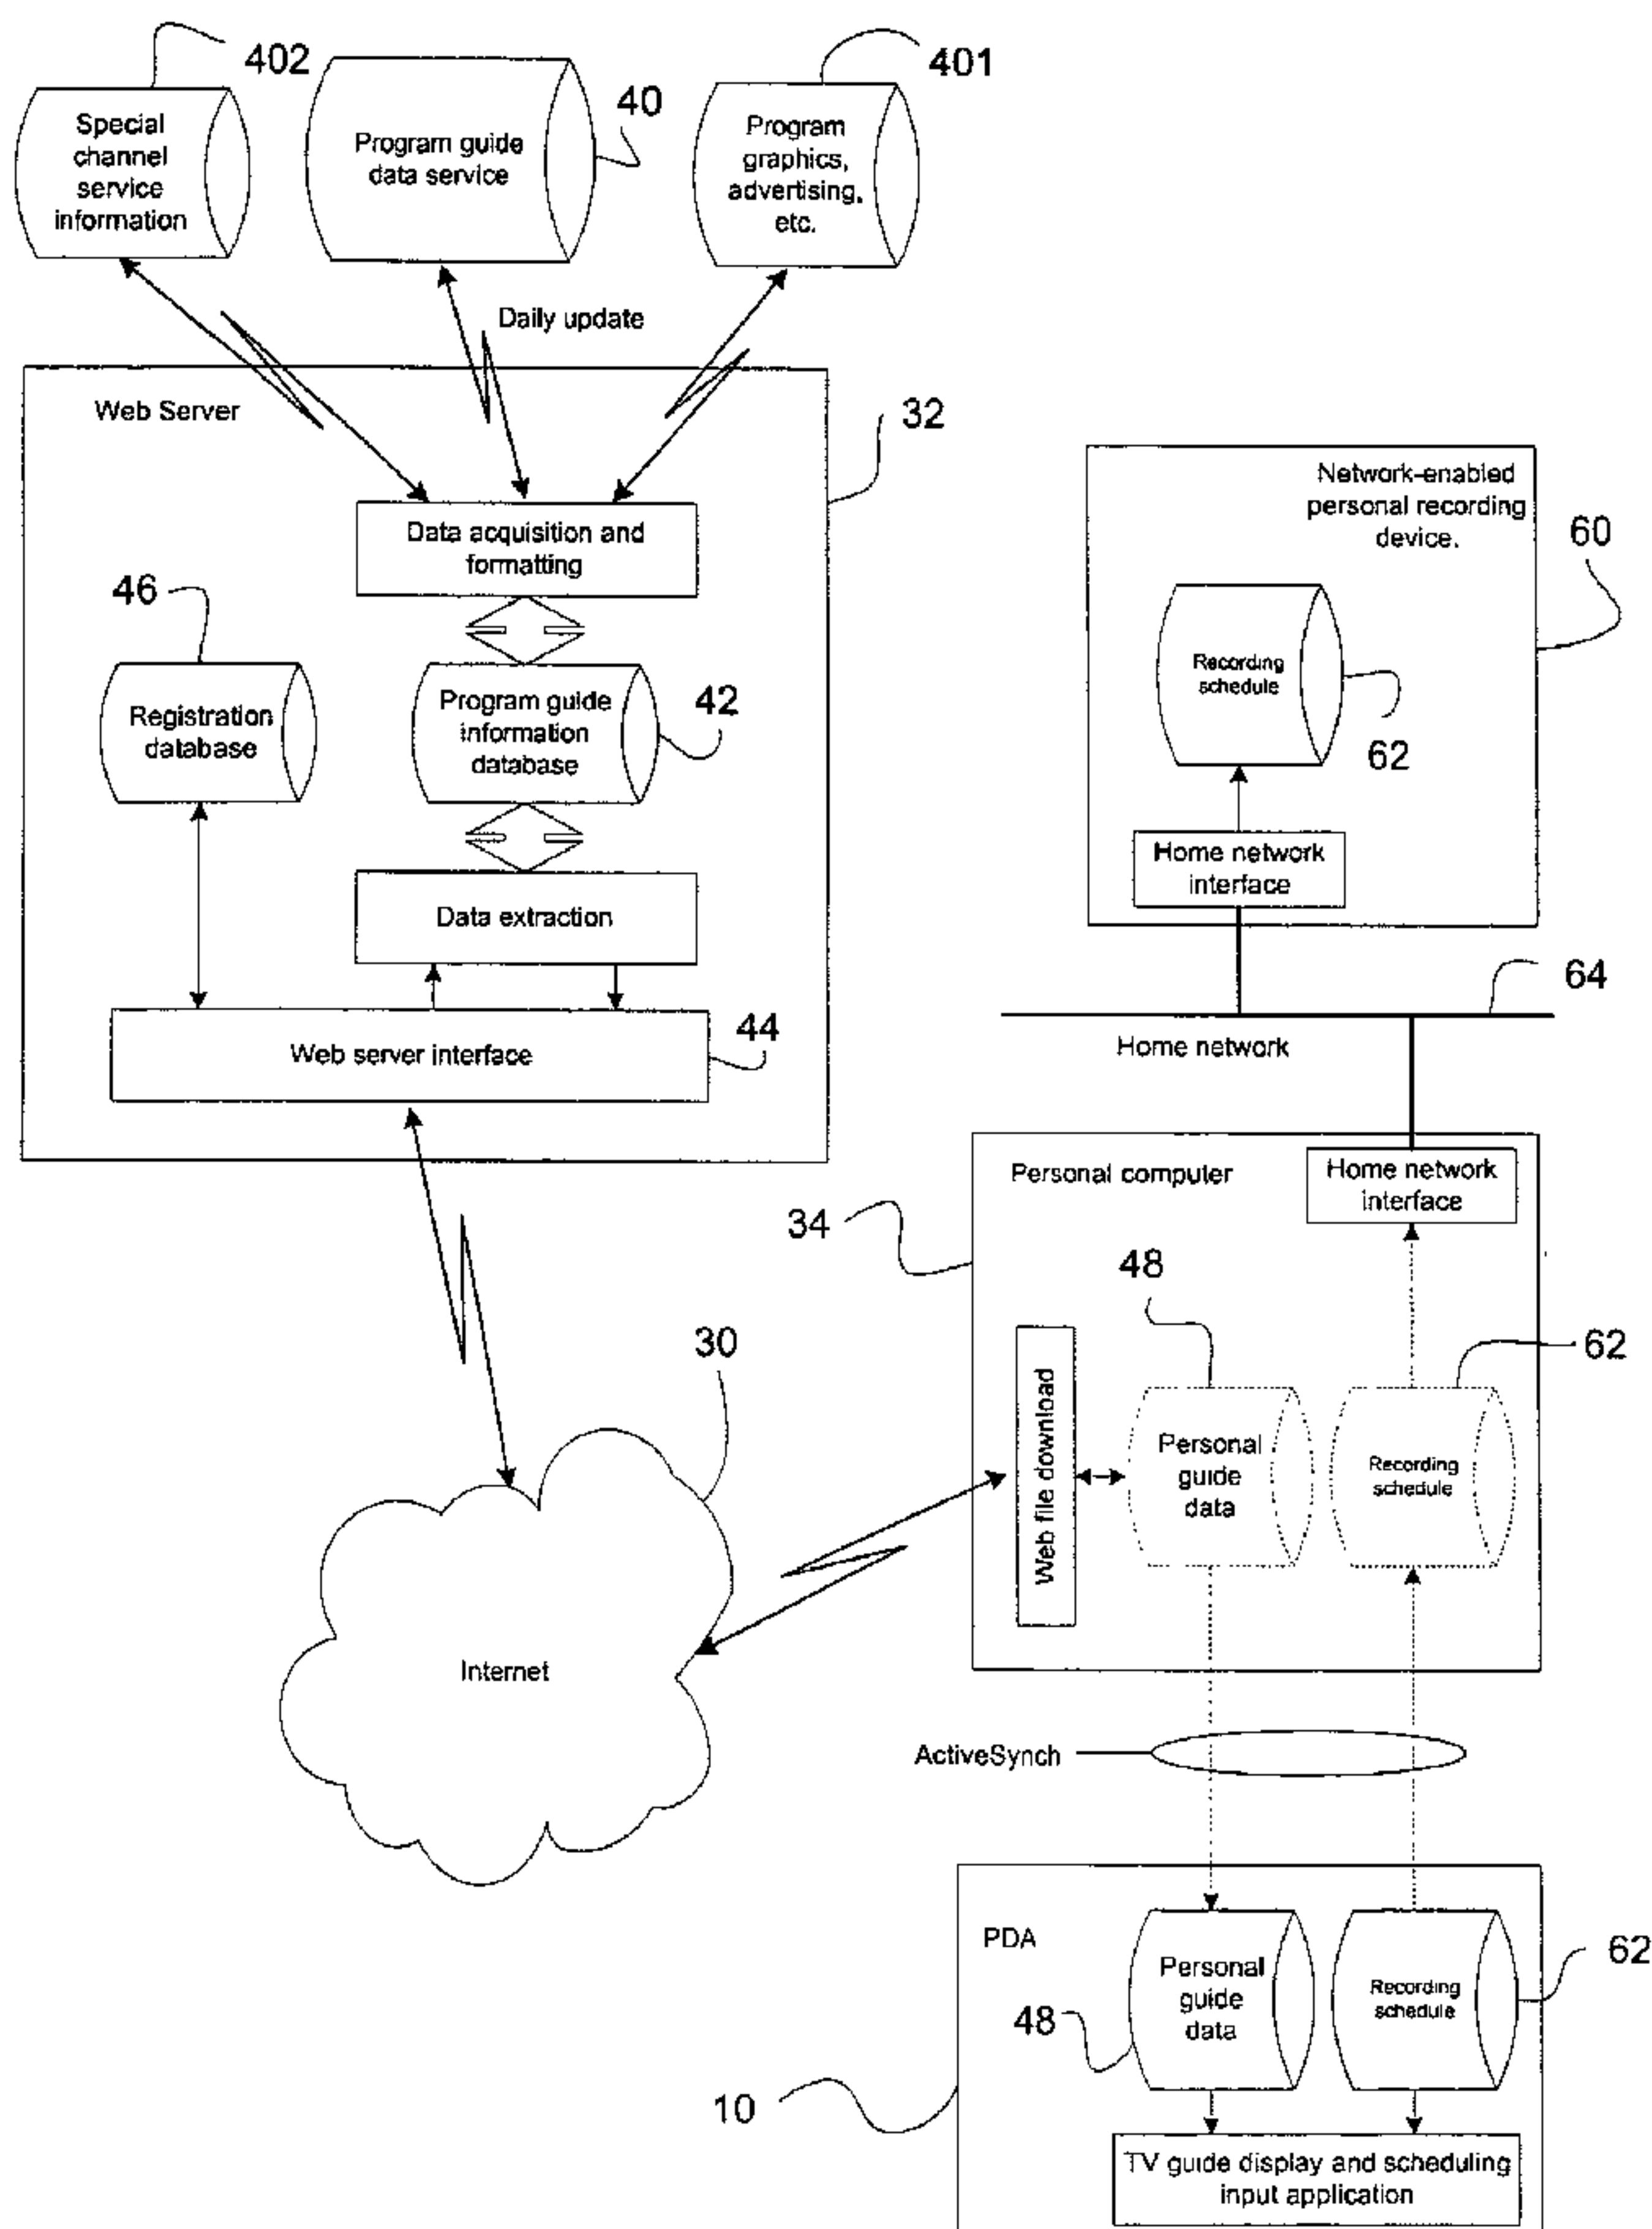 402
40
401
Special
channel
service
information
Program guide
data service
Program
graphics,
advertising,
etc.
Daily update
Web Server
32
Data acquisition and
formatting
46
Registration
database
Program guide
information
database
42
Data extraction
Web server interface
44
Network-enabled
personal recording
device.
60
Recording
schedule
62
Home network
interface
64
Home network
Personal computer
Home network
interface
34
48
62
Web file download
Personal
guide
data
Recording
schedule
30
Internet
ActiveSynch
PDA
Personal
guide
data
Recording
schedule
62
48
10
TV guide display and scheduling
input application